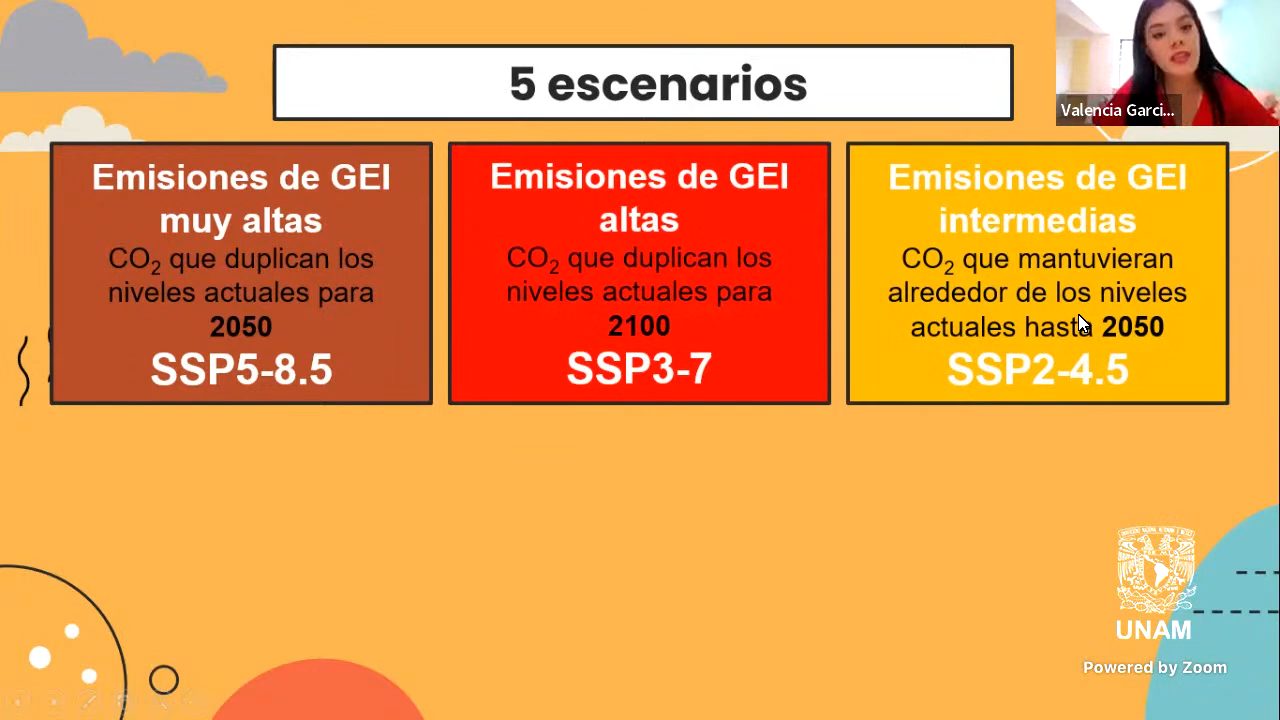 5 escenarios
Valencia Garci...
Emisiones de GEI
muy altas
CO₂ que duplican los
niveles actuales para
2050
SSP5-8.5
Emisiones de GEI
altas
CO₂ que duplican los
niveles actuales para
2100
SSP3-7
Emisiones de GEI
intermedias
CO₂ que mantuvieran
alrededor de los niveles
actuales hasta 2050
SSP2-4.5
UNAM
Powered by Zoom